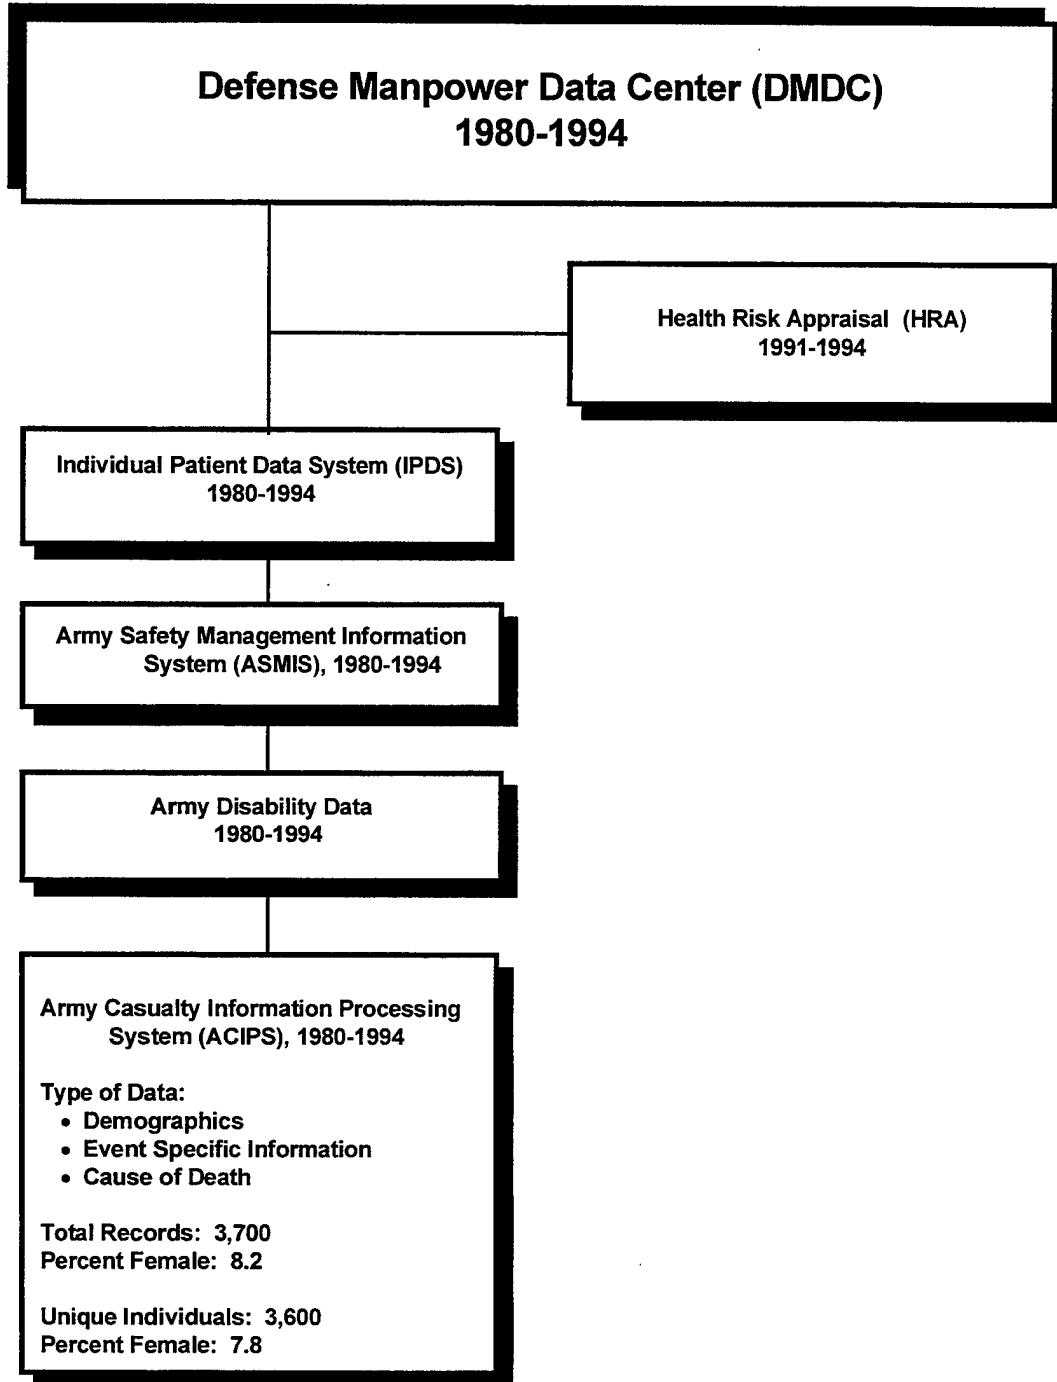 Defense Manpower Data Center (DMDC)
1980-1994
Health Risk Appraisal (HRA)
1991-1994
Individual Patient Data System (IPDS)
1980-1994
Army Safety Management Information
System (ASMIS), 1980-1994
Army Disability Data
1980-1994
Army Casualty Information Processing
System (ACIPS), 1980-1994
Type of Data:
• Demographics
• Event Specific Information
• Cause of Death
Total Records: 3,700
Percent Female: 8.2
Unique Individuals: 3,600
Percent Female: 7.8